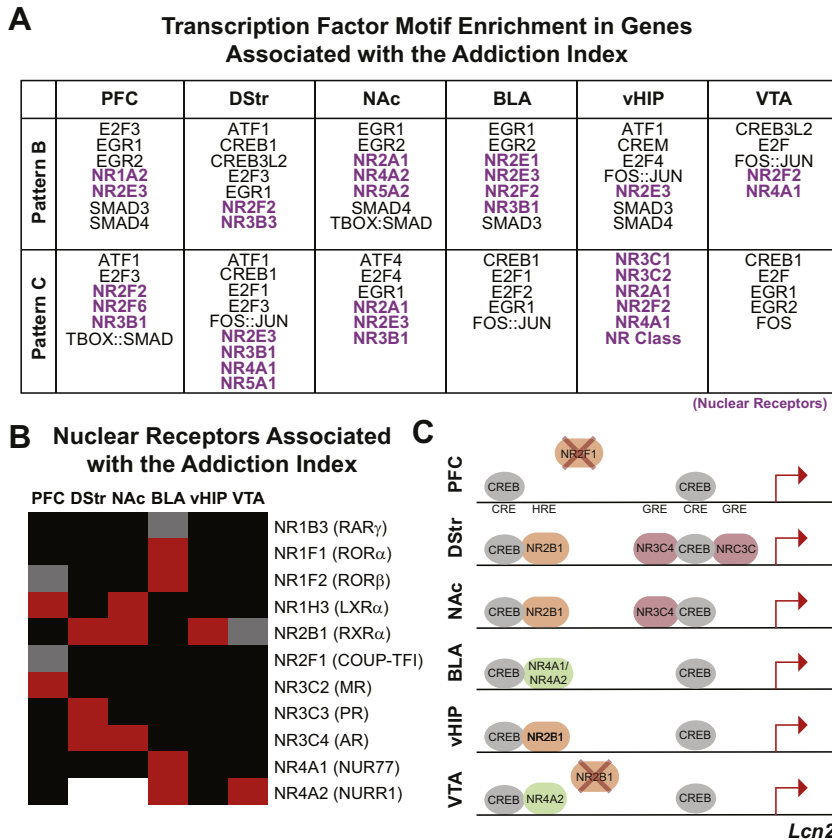 A
Transcription Factor Motif Enrichment in Genes
Associated with the Addiction Index
PFC DStr NAc BLA vHIP VTA
Pattern B
E2F3
EGR1
EGR2
NR1A2
NR2E3
SMAD3
SMAD4
ATF1
CREB1
CREB3L2
E2F3
EGR1
NR2F2
NR3B3
EGR1
EGR2
NR2A1
NR4A2
NR5A2
SMAD4
TBOX:SMAD
EGR1
EGR2
NR2E1
NR2E3
NR2F2
NR3B1
SMAD3
ATF1
CREM
E2F4
FOS::JUN
NR2E3
SMAD3
SMAD4
CREB3L2
E2F
FOS::JUN
NR2F2
NR4A1
Pattern C
ATF1
E2F3
NR2F2
NR2F6
NR3B1
TBOX::SMAD
ATF1
CREB1
E2F1
E2F3
FOS::JUN
NR2E3
NR3B1
NR4A1
NR5A1
ATF4
E2F4
EGR1
NR2A1
NR2E3
NR3B1
CREB1
E2F1
E2F2
EGR1
FOS::JUN
NR3C1
NR3C2
NR2A1
NR2F2
NR4A1
NR Class
CREB1
E2F
EGR1
EGR2
FOS
(Nuclear Receptors)
B
Nuclear Receptors Associated
with the Addiction Index
PFC DStr NAc BLA vHIP VTA
NR1B3 (RARγ)
NR1F1 (RORα)
NR1F2 (RORβ)
NR1H3 (LXRα)
NR2B1 (RXRα)
NR2F1 (COUP-TFI)
NR3C2 (MR)
NR3C3 (PR)
NR3C4 (AR)
NR4A1 (NUR77)
NR4A2 (NURR1)
C
PFC
NR2F1
CREB CREB
CRE HRE GRE CRE GRE
DStr
CREB NR2B1 NR3C4 CREB NRC3C
NAc
CREB NR2B1 NR3C4 CREB
BLA
CREB NR4A1/
NR4A2 CREB
vHIP
CREB NR2B1 CREB
VTA
NR2B1
CREB NR4A2 CREB
Lcn2